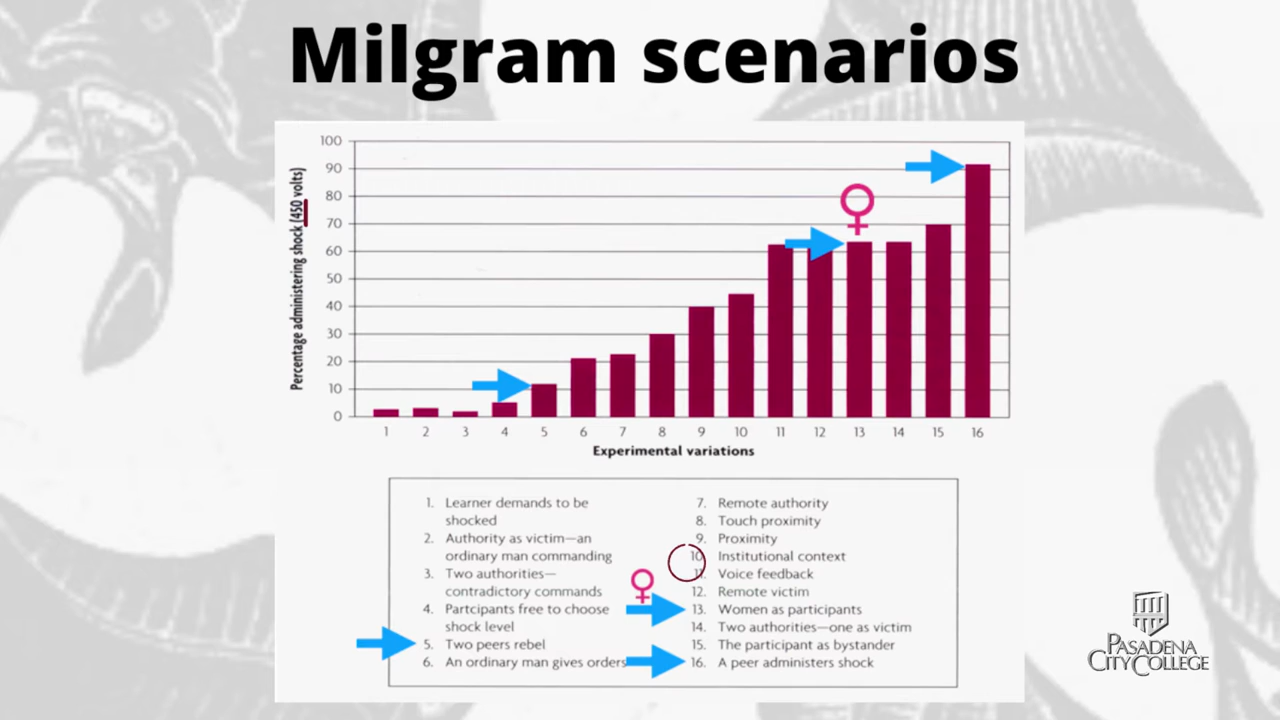 Milgram scenarios
Percentage administering shock (450 volts)
100
90
80
70
60
50
40
30
20
10
0
1 2 3 4 5 6 7 8 9 10 11 12 13 14 15 16
Experimental variations
1. Learner demands to be
shocked
2. Authority as victim—an
ordinary man commanding
3. Two authorities—
contradictory commands
4. Partcipants free to choose
shock level
5. Two peers rebel
6. An ordinary man gives orders
7. Remote authority
8. Touch proximity
9. Proximity
10. Institutional context
11. Voice feedback
12. Remote victim
13. Women as participants
14. Two authorities—one as victim
15. The participant as bystander
16. A peer administers shock
PASADENA
CITY COLLEGE